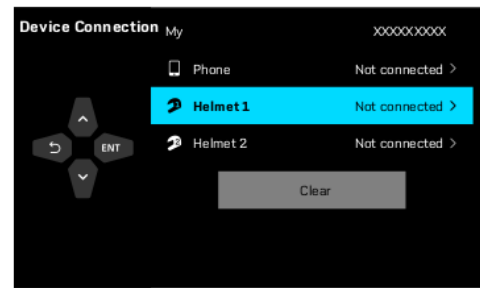 Device Connection My XXXXXXXXX
Phone Not connected >
Helmet 1 Not connected >
ENT
Helmet 2 Not connected >
Clear